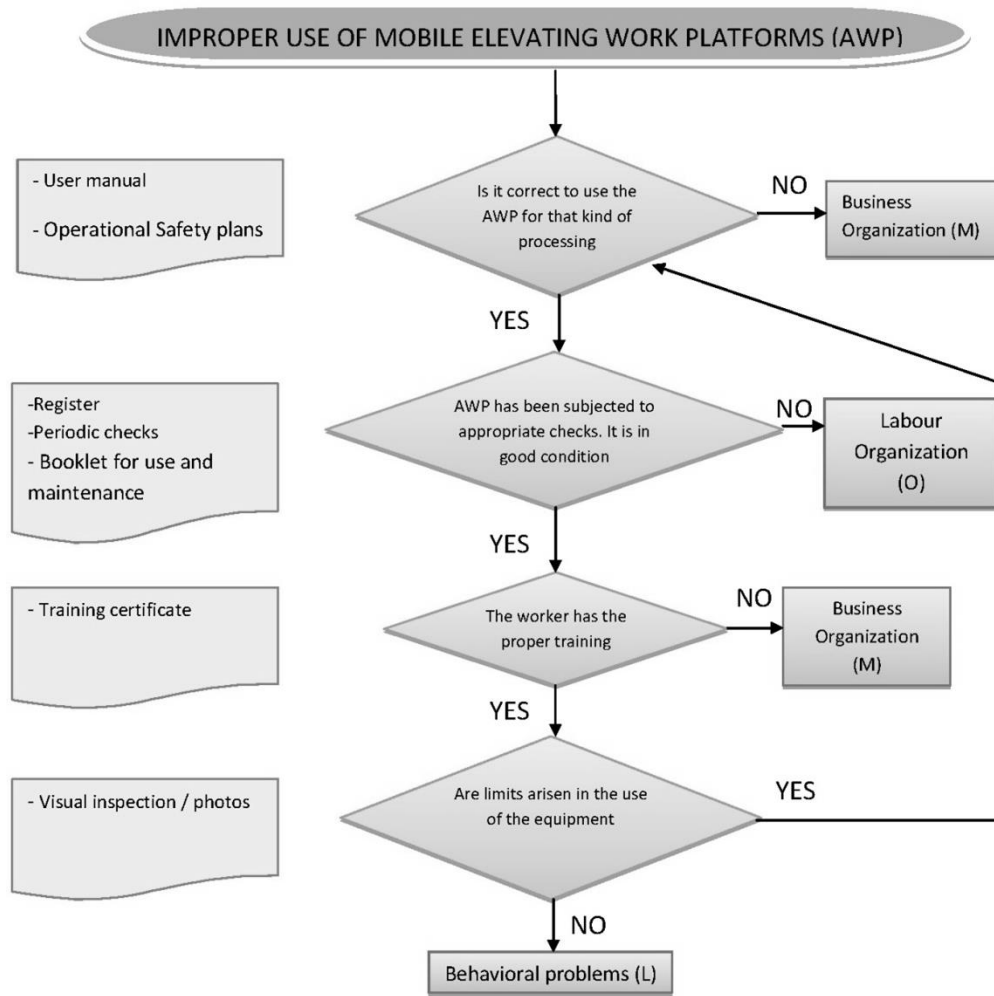 IMPROPER USE OF MOBILE ELEVATING WORK PLATFORMS (AWP)
- User manual
- Operational Safety plans
Is it correct to use the
AWP for that kind of
processing
NO
Business
Organization (M)
YES
-Register
-Periodic checks
- Booklet for use and
maintenance
AWP has been subjected to
appropriate checks. It is in
good condition
NO
Labour
Organization
(O)
YES
- Training certificate
The worker has the
proper training
NO
Business
Organization
(M)
YES
- Visual inspection / photos
Are limits arisen in the use
of the equipment
YES
NO
Behavioral problems (L)